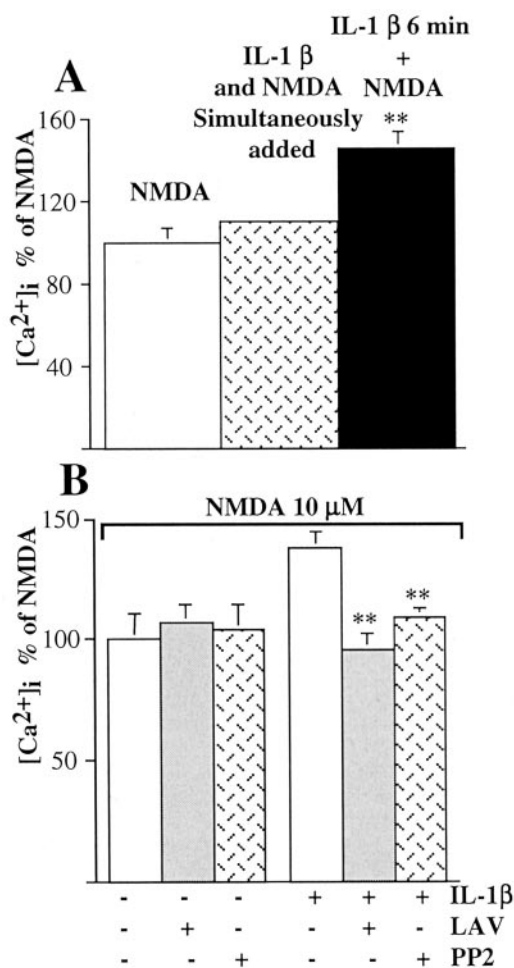 A
IL-1 β
and NMDA
Simultaneously
added
IL-1 β 6 min
+
NMDA
**
NMDA
160
120
80
40
[Ca2+]i % of NMDA
B
NMDA 10 µM
150
100
50
[Ca2+]i % of NMDA
**
**
- - - + + + IL-1β
- + - - + - LAV
- - + - - + PP2